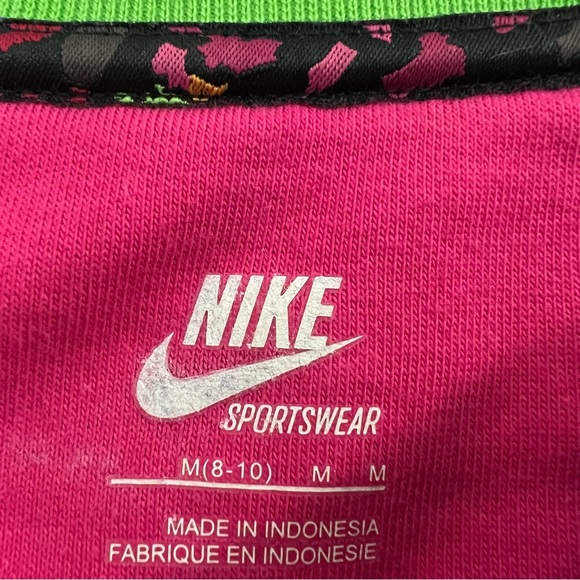 NIKE
SPORTSWEAR
M(8-10) M M
MADE IN INDONESIA
FABRIQUE EN INDONESIE